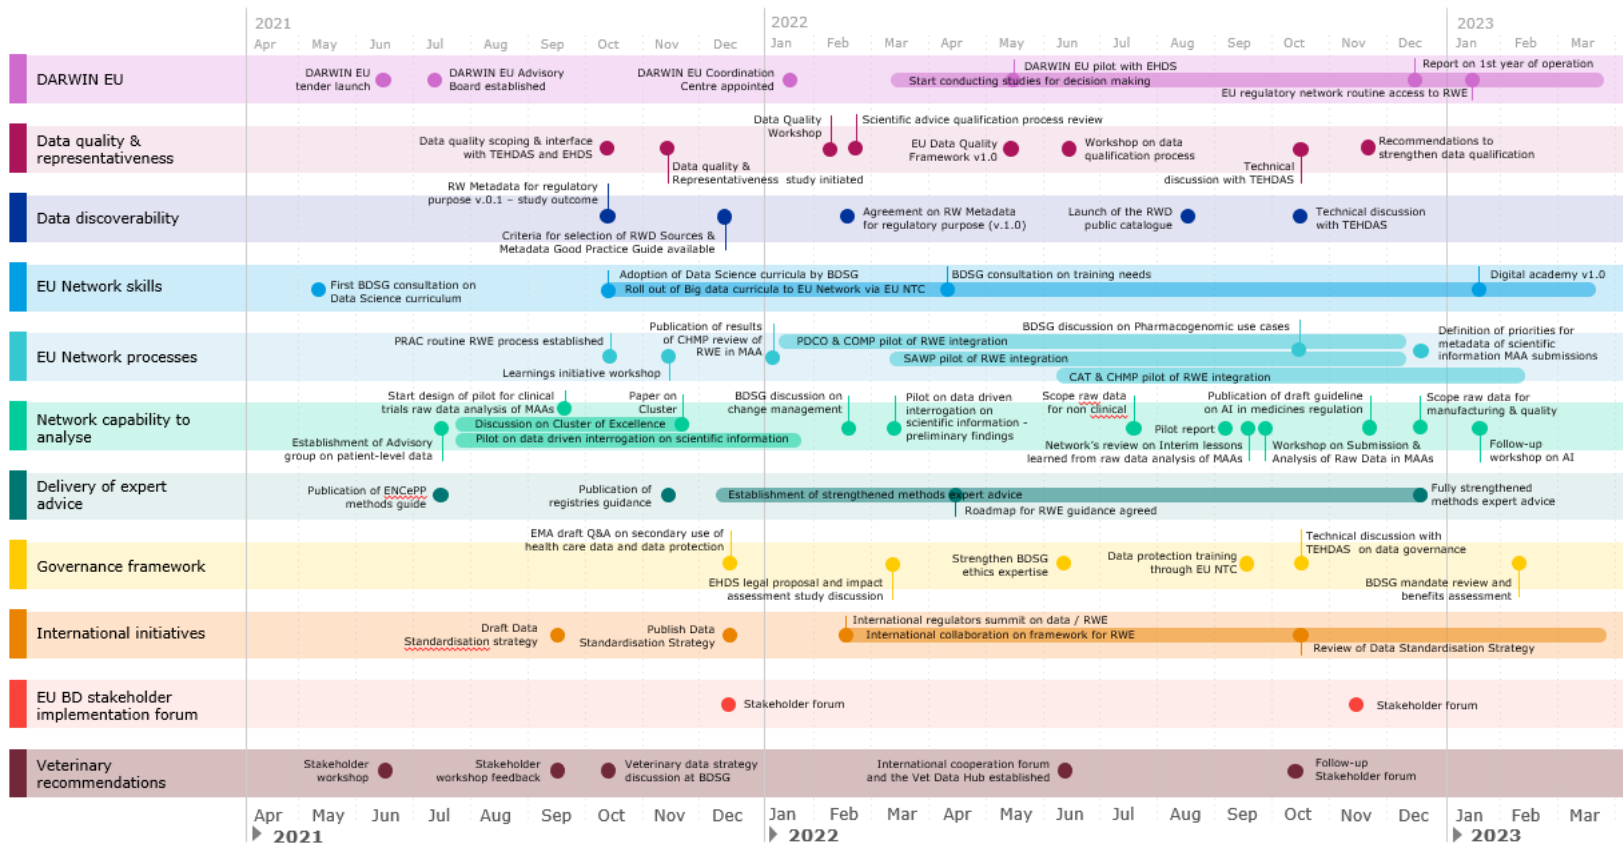 2021
2022
2023
Apr May Jun Jul Aug Sep Oct Nov Dec Jan Feb Mar Apr May Jun Jul Aug Sep Oct Nov Dec Jan Feb Mar
DARWIN EU
DARWIN EU
tender launch
DARWIN EU Advisory
Board established
DARWIN EU Coordination
Centre appointed
DARWIN EU pilot with EHDS
Start conducting studies for decision making
Report on 1st year of operation
EU regulatory network routine access to RWE
Data quality &
representativeness
Data quality scoping & interface
with TEHDAS and EHDS
Data quality &
Representativeness study initiated
Data Quality
Workshop
Scientific advice qualification process review
EU Data Quality
Framework v1.0
Workshop on data
qualification process
Technical
discussion with TEHDAS
Recommendations to
strengthen data qualification
Data discoverability
RW Metadata for regulatory
purpose v.0.1 – study outcome
Criteria for selection of RWD Sources &
Metadata Good Practice Guide available
Agreement on RW Metadata
for regulatory purpose (v.1.0)
Launch of the RWD
public catalogue
Technical discussion
with TEHDAS
EU Network skills
First BDSG consultation on
Data Science curriculum
Adoption of Data Science curricula by BDSG
Roll out of Big data curricula to EU Network via EU NTC
BDSG consultation on training needs
Digital academy v1.0
EU Network processes
PRAC routine RWE process established
Learnings initiative workshop
Publication of results
of CHMP review of
RWE in MAA
PDCO & COMP pilot of RWE integration
SAWP pilot of RWE integration
CAT & CHMP pilot of RWE integration
BDSG discussion on Pharmacogenomic use cases
Definition of priorities for
metadata of scientific
information MAA submissions
Network capability to
analyse
Establishment of Advisory
group on patient-level data
Start design of pilot for clinical
trials raw data analysis of MAAs
Discussion on Cluster of Excellence
Pilot on data driven interrogation on scientific information
Paper on
Cluster
BDSG discussion on
change management
Pilot on data driven
interrogation on
scientific information -
preliminary findings
Scope raw data
for non clinical
Pilot report
Network's review on Interim lessons
learned from raw data analysis of MAAs
Publication of draft guideline
on AI in medicines regulation
Workshop on Submission &
Analysis of Raw Data in MAAs
Scope raw data for
manufacturing & quality
Follow-up
workshop on AI
Delivery of expert
advice
Publication of ENCePP
methods guide
Publication of
registries guidance
Establishment of strengthened methods expert advice
Roadmap for RWE guidance agreed
Fully strengthened
methods expert advice
Governance framework
EMA draft Q&A on secondary use of
health care data and data protection
EHDS legal proposal and impact
assessment study discussion
Strengthen BDSG
ethics expertise
Data protection training
through EU NTC
Technical discussion with
TEHDAS on data governance
BDSG mandate review and
benefits assessment
International initiatives
Draft Data
Standardisation strategy
Publish Data
Standardisation Strategy
International regulators summit on data / RWE
International collaboration on framework for RWE
Review of Data Standardisation Strategy
EU BD stakeholder
implementation forum
Stakeholder forum
Stakeholder forum
Veterinary
recommendations
Stakeholder
workshop
Stakeholder
workshop feedback
Veterinary data strategy
discussion at BDSG
International cooperation forum
and the Vet Data Hub established
Follow-up
Stakeholder forum
Apr May Jun Jul Aug Sep Oct Nov Dec Jan Feb Mar Apr May Jun Jul Aug Sep Oct Nov Dec Jan Feb Mar
2021
2022
2023